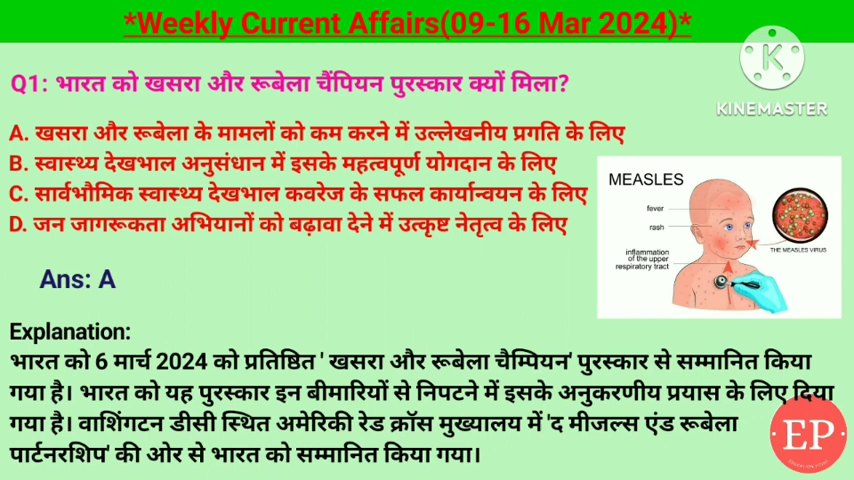 *Weekly Current Affairs(09-16 Mar 2024)*
KINEMASTER
Q1: भारत को खसरा और रूबेला चैंपियन पुरस्कार क्यों मिला?
A. खसरा और रूबेला के मामलों को कम करने में उल्लेखनीय प्रगति के लिए
B. स्वास्थ्य देखभाल अनुसंधान में इसके महत्वपूर्ण योगदान के लिए
C. सार्वभौमिक स्वास्थ्य देखभाल कवरेज के सफल कार्यान्वयन के लिए
D. जन जागरूकता अभियानों को बढ़ावा देने में उत्कृष्ट नेतृत्व के लिए
MEASLES
fever
rash
inflammation
of the upper
respiratory tract
THE MEASLES VIRUS
Ans: A
Explanation:
भारत को 6 मार्च 2024 को प्रतिष्ठित ' खसरा और रूबेला चैम्पियन' पुरस्कार से सम्मानित किया
गया है। भारत को यह पुरस्कार इन बीमारियों से निपटने में इसके अनुकरणीय प्रयास के लिए दिया
गया है। वाशिंगटन डीसी स्थित अमेरिकी रेड क्रॉस मुख्यालय में 'द मीजल्स एंड रूबेला
पार्टनरशिप' की ओर से भारत को सम्मानित किया गया।
EP